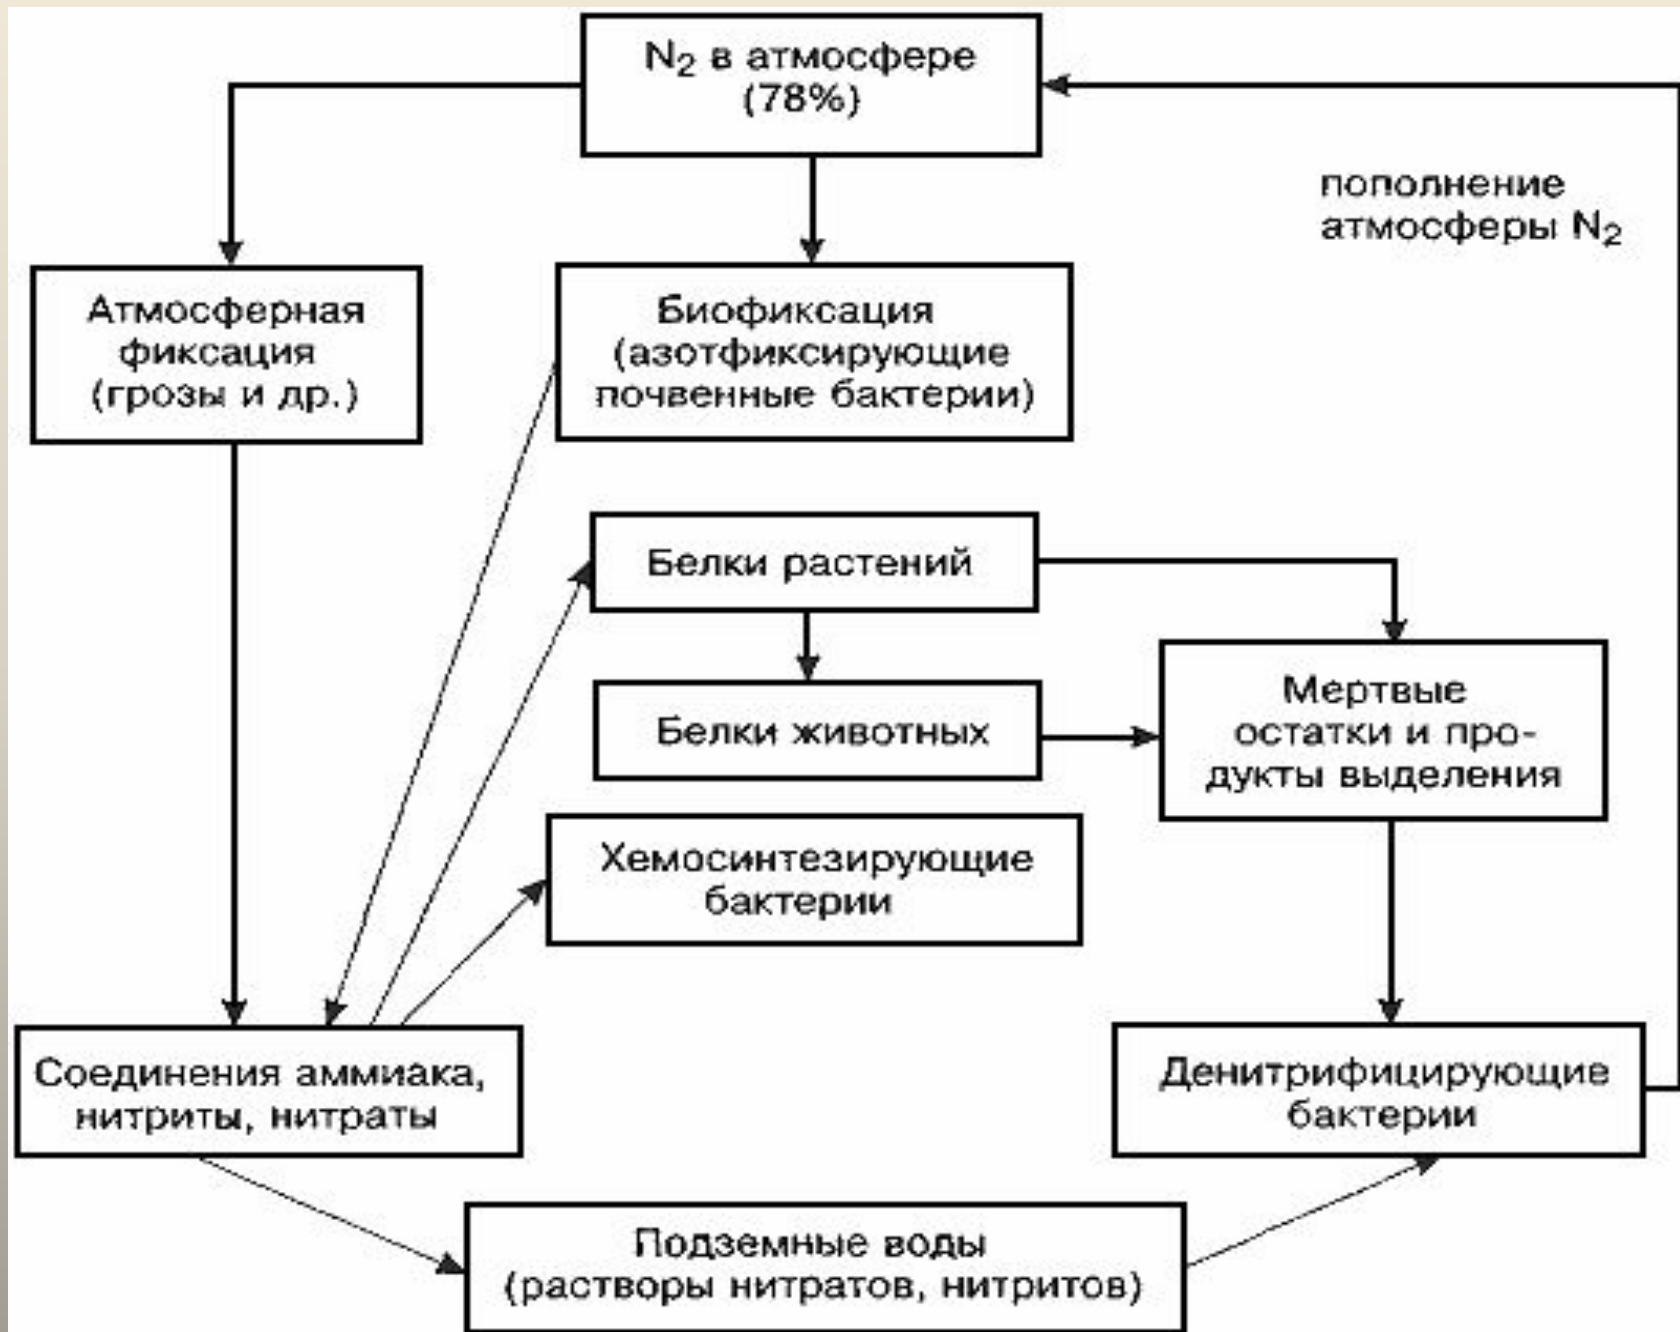 N₂ в атмосфере
(78%)
пополнение
атмосферы N₂
Атмосферная
фиксация
(грозы и др.)
Биофиксация
(азотфиксирующие
почвенные бактерии)
Белки растений
Белки животных
Мертвые
остатки и про-
дукты выделения
Хемосинтезирующие
бактерии
Соединения аммиака,
нитриты, нитраты
Денитрифицирующие
бактерии
Подземные воды
(растворы нитратов, нитритов)